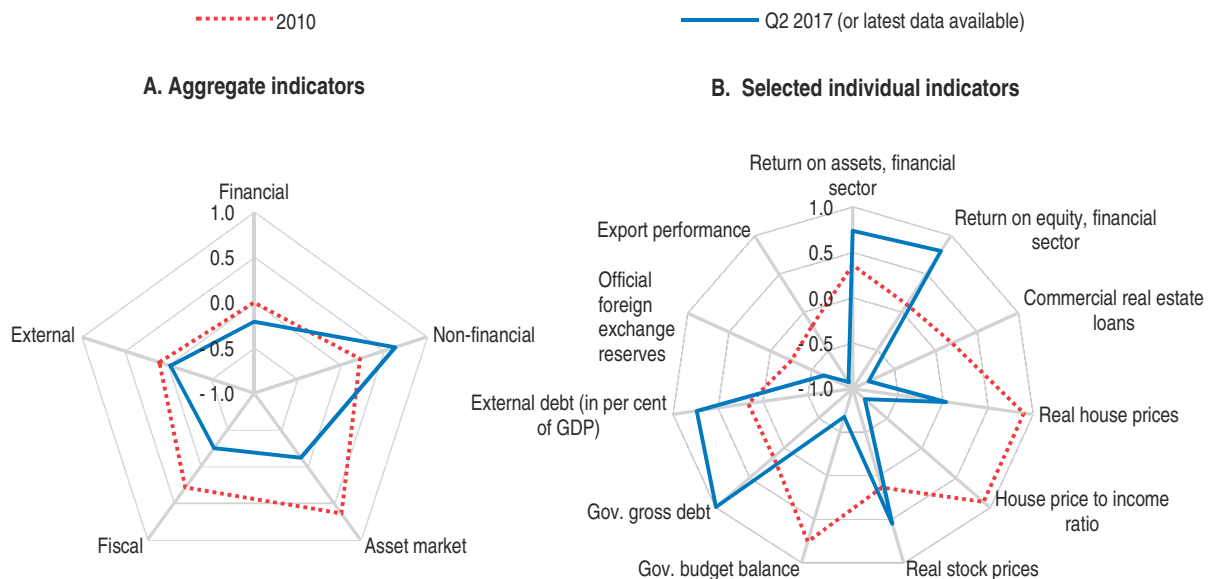 2010
Q2 2017 (or latest data available)
A. Aggregate indicators
B. Selected individual indicators
Financial
1.0
0.5
0.0
- 0.5
- 1.0
External
Non-financial
Fiscal
Asset market
Return on assets, financial
sector
1.0
0.5
0.0
- 0.5
- 1.0
Export performance
Return on equity, financial
sector
Official
foreign
exchange
reserves
Commercial real estate
loans
External debt (in per cent
of GDP)
Real house prices
Gov. gross debt
House price to income
ratio
Gov. budget balance
Real stock prices